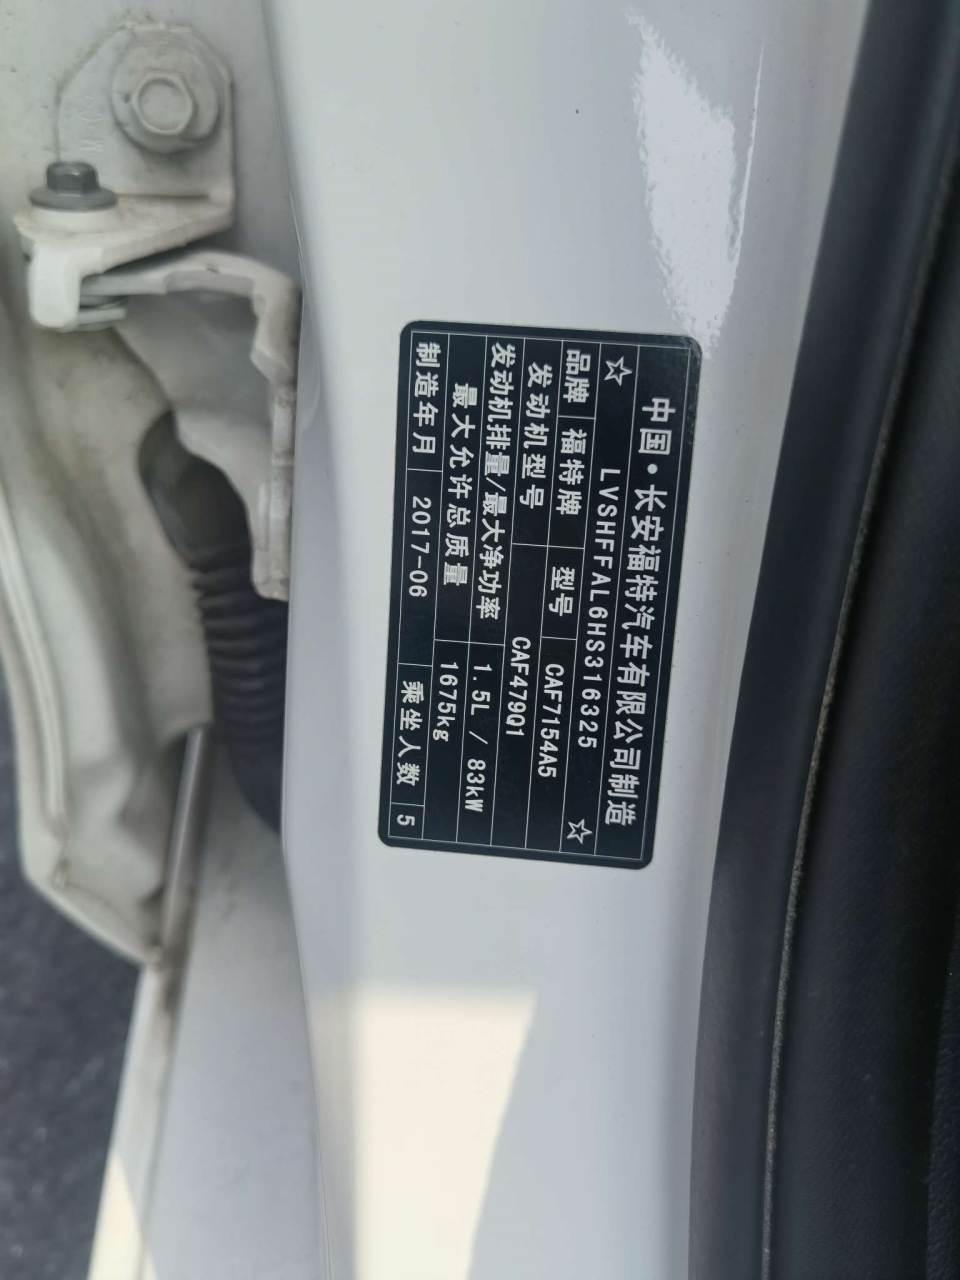 中国·长安福特汽车有限公司制造
☆ LVSHFFAL6HS316325 ☆
品牌 福特牌 型号 CAF7154A5
发动机型号 CAF479Q1
发动机排量/最大净功率 1.5L / 83kW
最大允许总质量 1675kg
制造年月 2017-06 乘坐人数 5